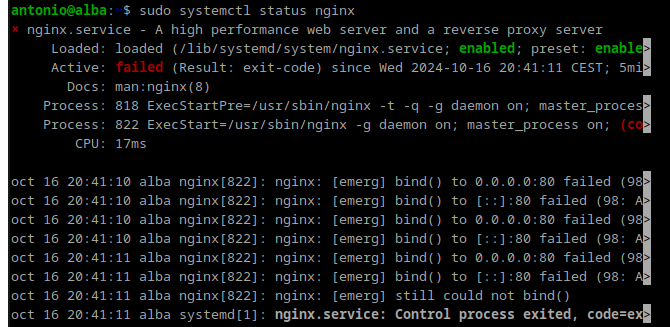 antonio@alba:~$ sudo systemctl status nginx
× nginx.service - A high performance web server and a reverse proxy server
Loaded: loaded (/lib/systemd/system/nginx.service; enabled; preset: enable>
Active: failed (Result: exit-code) since Wed 2024-10-16 20:41:11 CEST; 5mi>
Docs: man:nginx(8)
Process: 818 ExecStartPre=/usr/sbin/nginx -t -q -g daemon on; master_proces>
Process: 822 ExecStart=/usr/sbin/nginx -g daemon on; master_process on; (co>
CPU: 17ms
oct 16 20:41:10 alba nginx[822]: nginx: [emerg] bind() to 0.0.0.0:80 failed (98>
oct 16 20:41:10 alba nginx[822]: nginx: [emerg] bind() to [::]:80 failed (98: A>
oct 16 20:41:10 alba nginx[822]: nginx: [emerg] bind() to 0.0.0.0:80 failed (98>
oct 16 20:41:10 alba nginx[822]: nginx: [emerg] bind() to [::]:80 failed (98: A>
oct 16 20:41:11 alba nginx[822]: nginx: [emerg] bind() to 0.0.0.0:80 failed (98>
oct 16 20:41:11 alba nginx[822]: nginx: [emerg] bind() to [::]:80 failed (98: A>
oct 16 20:41:11 alba nginx[822]: nginx: [emerg] still could not bind()
oct 16 20:41:11 alba systemd[1]: nginx.service: Control process exited, code=ex>